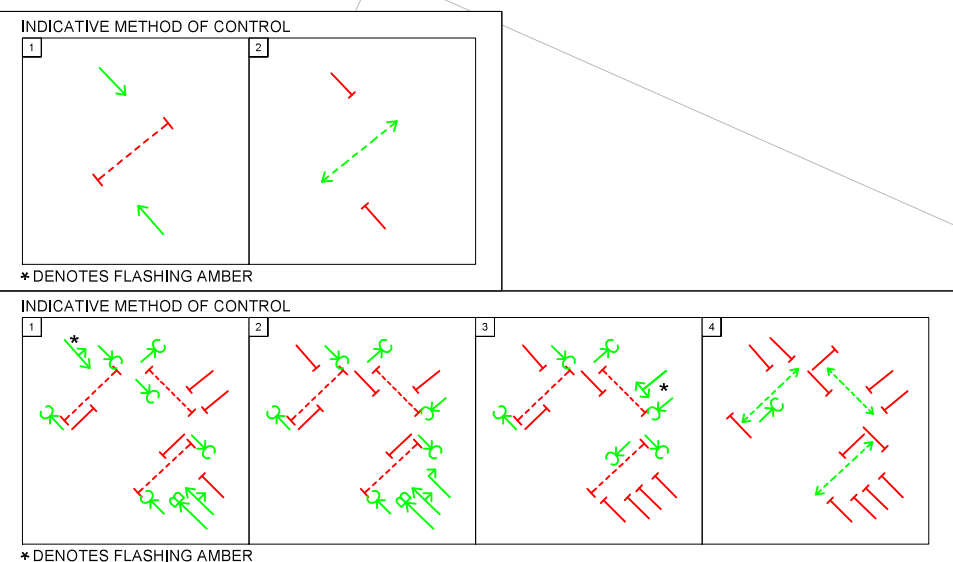 INDICATIVE METHOD OF CONTROL
1 2
* DENOTES FLASHING AMBER
INDICATIVE METHOD OF CONTROL
1 2 3 4
*
C C
C
C
C
C
B
C
C
C
C
C
C
B
C
C
*
C
C
C
C
* DENOTES FLASHING AMBER